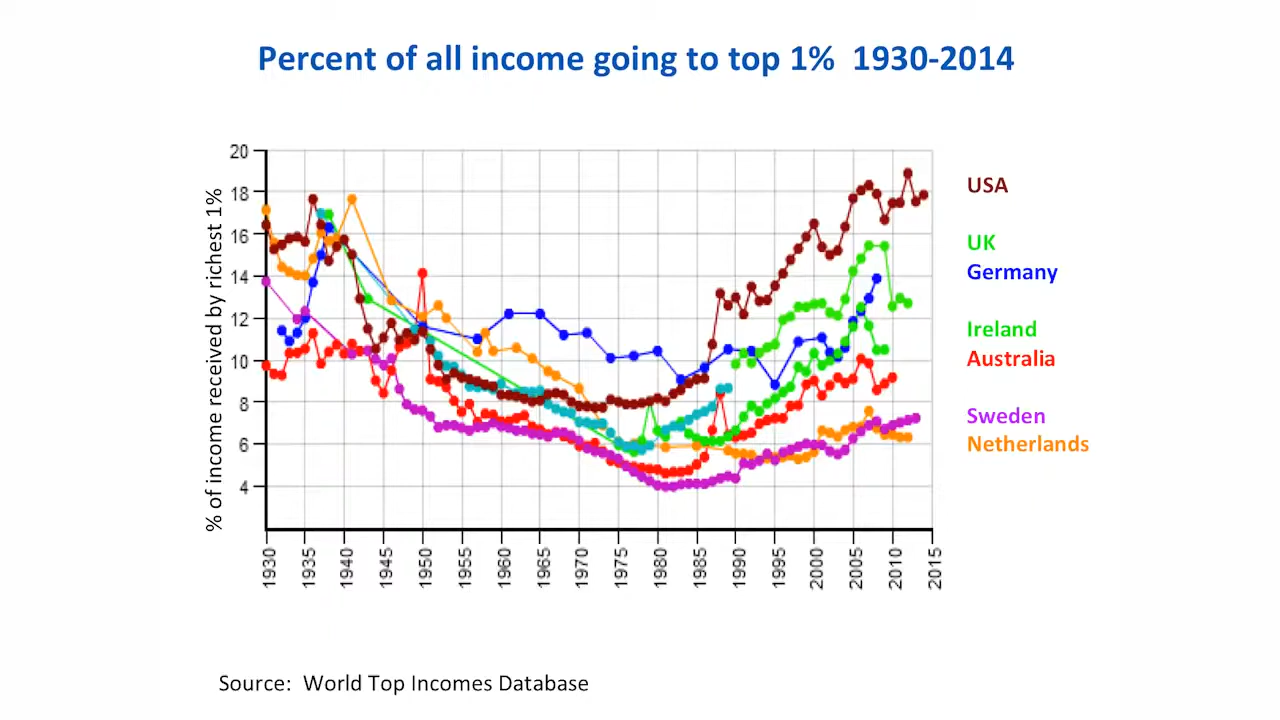 Percent of all income going to top 1% 1930-2014
% of income received by richest 1%
20
18
16
14
12
10
8
6
4
1930
1935
1940
1945
1950
1955
1960
1965
1970
1975
1980
1985
1990
1995
2000
2005
2010
2015
USA
UK
Germany
Ireland
Australia
Sweden
Netherlands
Source: World Top Incomes Database